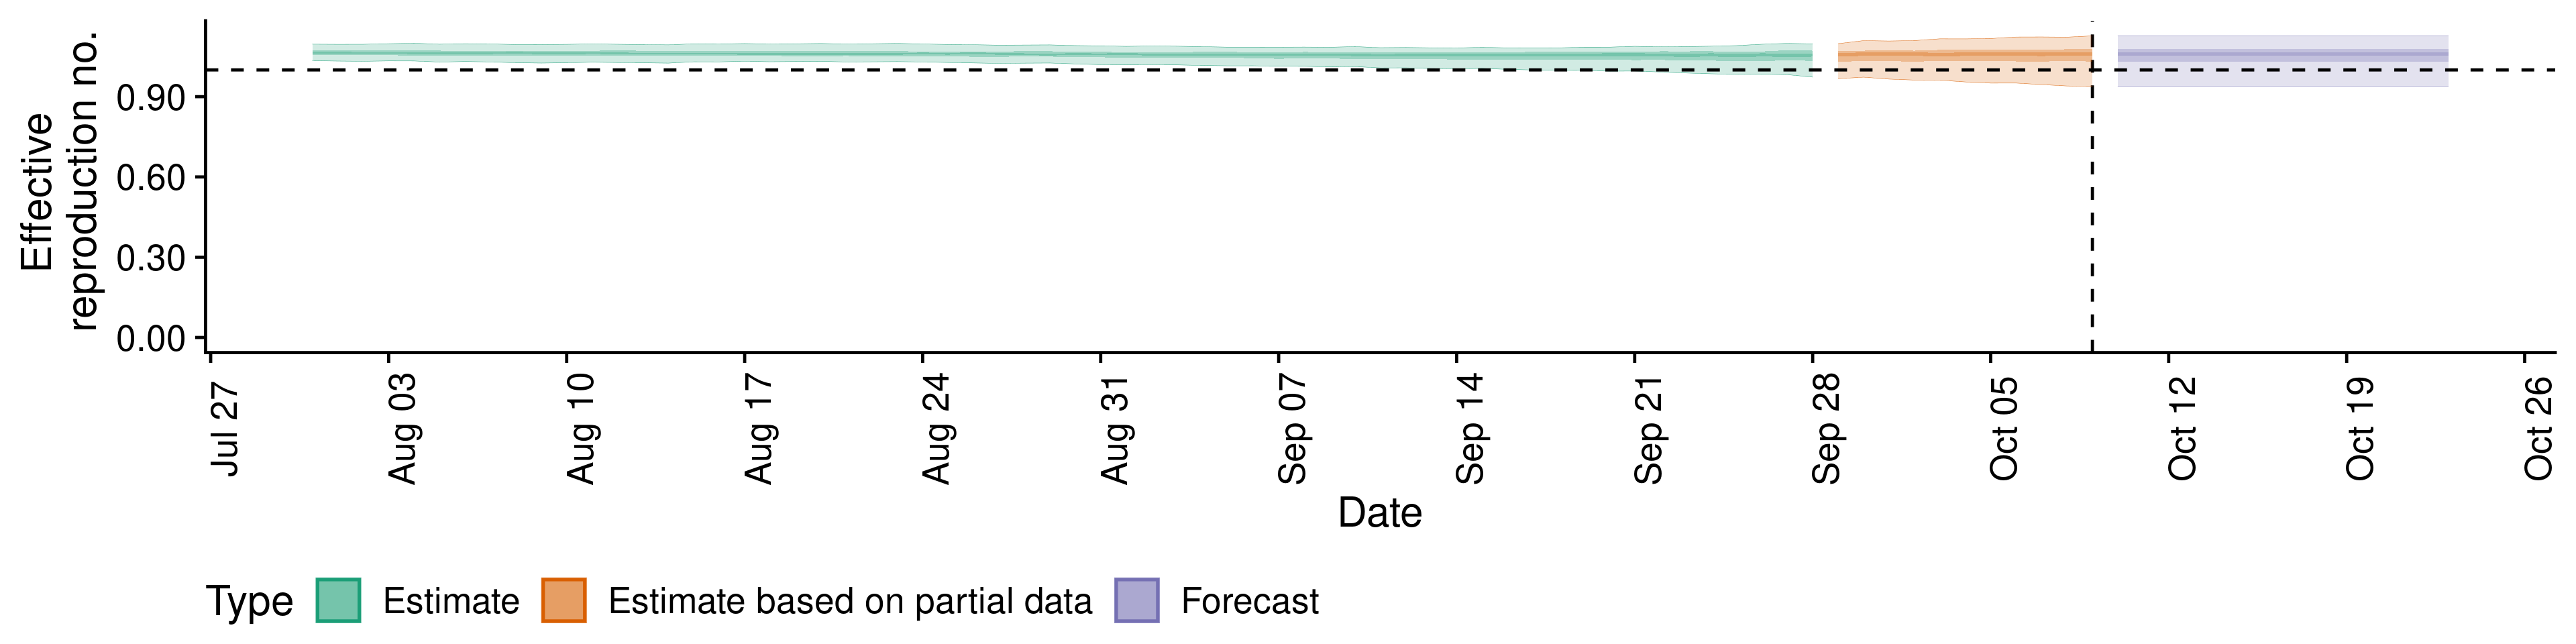 Effective
reproduction no.
0.90
0.60
0.30
0.00
Jul 27
Aug 03
Aug 10
Aug 17
Aug 24
Aug 31
Sep 07
Sep 14
Sep 21
Sep 28
Oct 05
Oct 12
Oct 19
Oct 26
Date
Type Estimate Estimate based on partial data Forecast